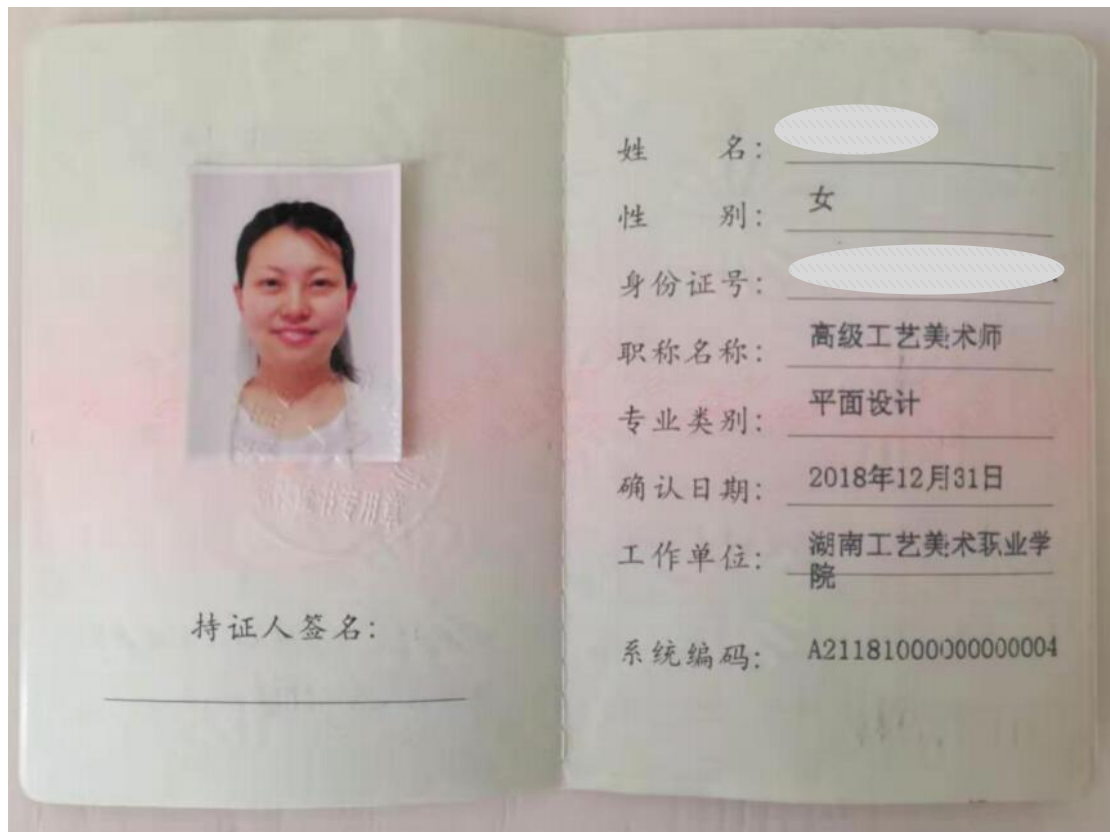 持证人签名:
姓名:
性别: 女
身份证号:
职称名称: 高级工艺美术师
专业类别: 平面设计
确认日期: 2018年12月31日
工作单位: 湖南工艺美术职业学
院
系统编码: A211810000000000004